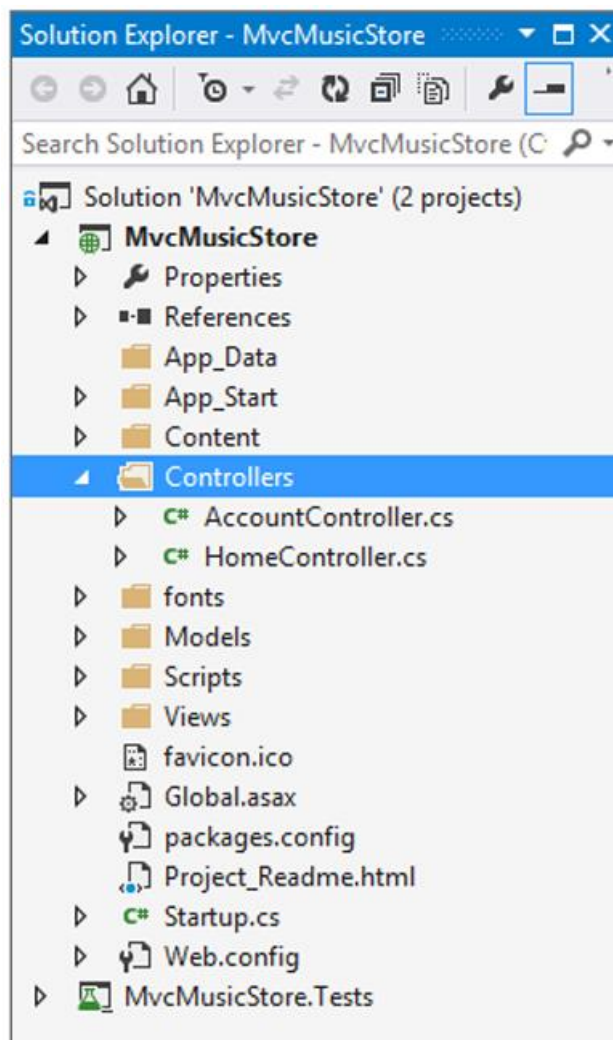 Solution Explorer - MvcMusicStore
Search Solution Explorer - MvcMusicStore (C
Solution 'MvcMusicStore' (2 projects)
MvcMusicStore
Properties
References
App_Data
App_Start
Content
Controllers
C# AccountController.cs
C# HomeController.cs
fonts
Models
Scripts
Views
favicon.ico
Global.asax
packages.config
Project_Readme.html
C# Startup.cs
Web.config
MvcMusicStore.Tests